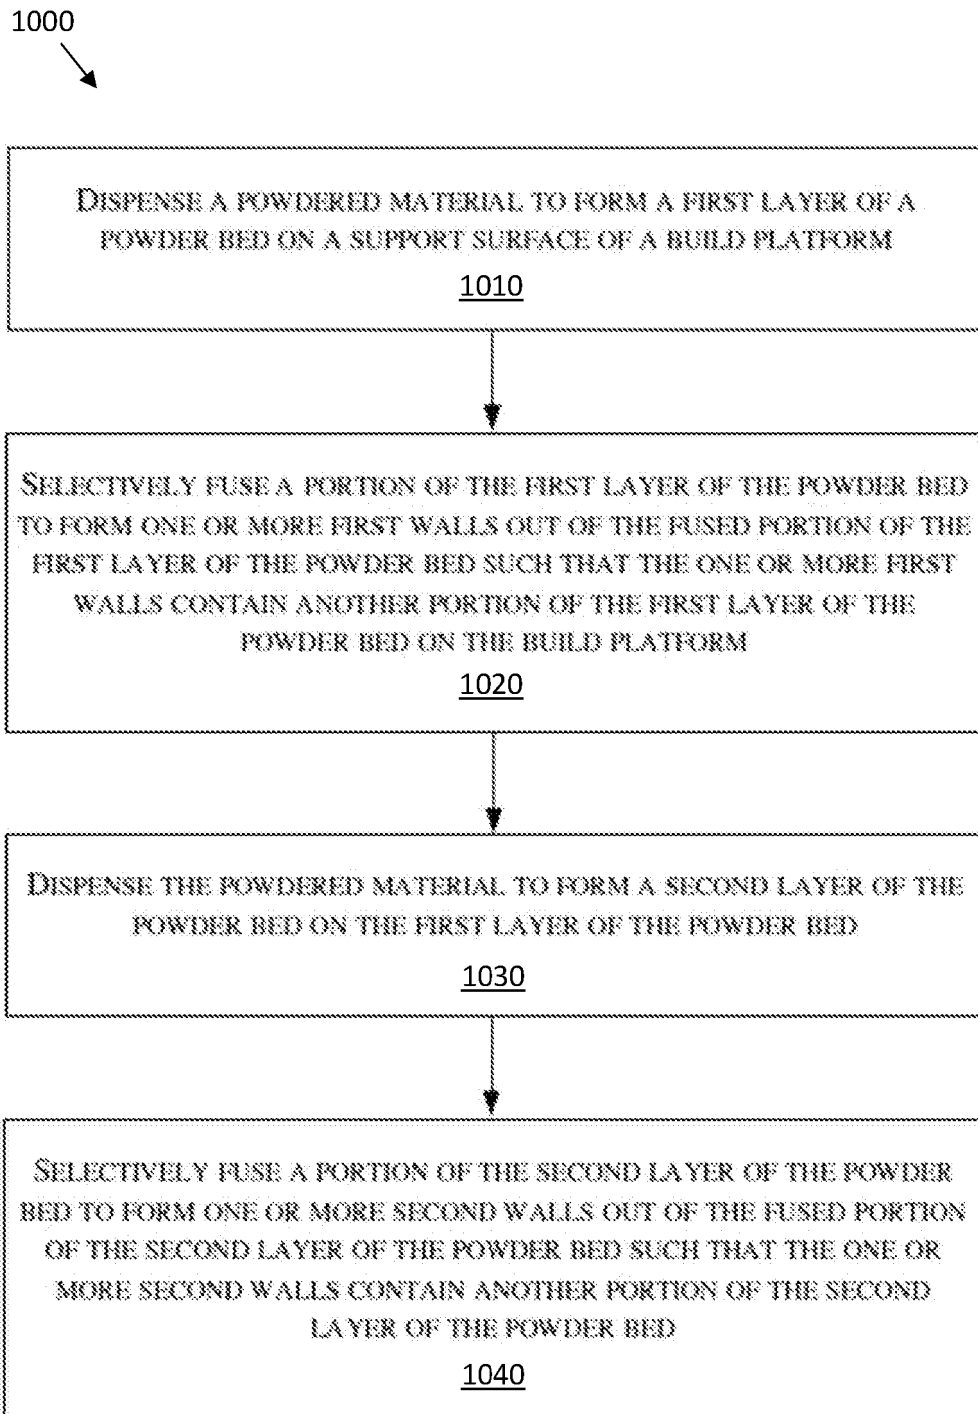 1000
DISPENSE A POWDERED MATERIAL TO FORM A FIRST LAYER OF A
POWDER BED ON A SUPPORT SURFACE OF A BUILD PLATFORM
1010
SELECTIVELY FUSE A PORTION OF THE FIRST LAYER OF THE POWDER BED
TO FORM ONE OR MORE FIRST WALLS OUT OF THE FUSED PORTION OF THE
FIRST LAYER OF THE POWDER BED SUCH THAT THE ONE OR MORE FIRST
WALLS CONTAIN ANOTHER PORTION OF THE FIRST LAYER OF THE
POWDER BED ON THE BUILD PLATFORM
1020
DISPENSE THE POWDERED MATERIAL TO FORM A SECOND LAYER OF THE
POWDER BED ON THE FIRST LAYER OF THE POWDER BED
1030
SELECTIVELY FUSE A PORTION OF THE SECOND LAYER OF THE POWDER
BED TO FORM ONE OR MORE SECOND WALLS OUT OF THE FUSED PORTION
OF THE SECOND LAYER OF THE POWDER BED SUCH THAT THE ONE OR
MORE SECOND WALLS CONTAIN ANOTHER PORTION OF THE SECOND
LAYER OF THE POWDER BED
1040